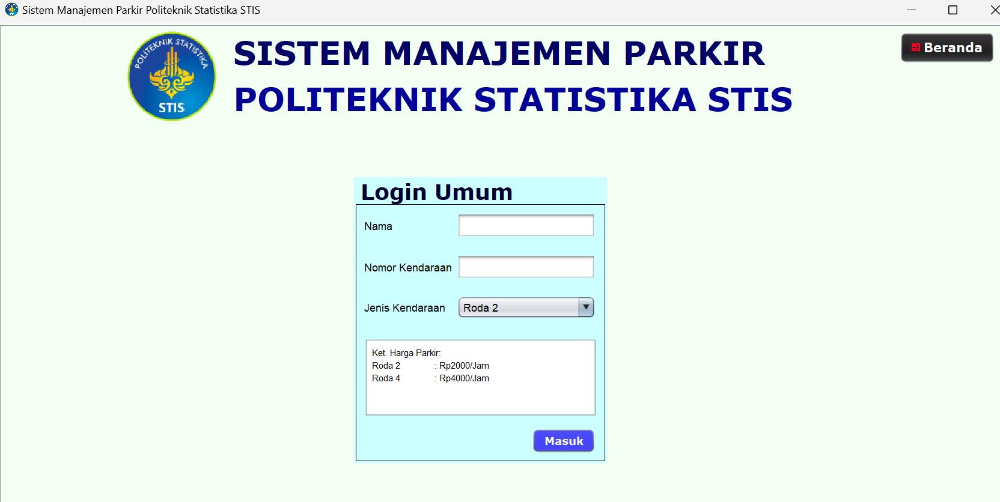 Sistem Manajemen Parkir Politeknik Statistika STIS
POLITEKNIK STATISTIKA
STIS
SISTEM MANAJEMEN PARKIR
POLITEKNIK STATISTIKA STIS
Beranda
Login Umum
Nama
Nomor Kendaraan
Jenis Kendaraan Roda 2
Ket. Harga Parkir:
Roda 2 : Rp2000/Jam
Roda 4 : Rp4000/Jam
Masuk